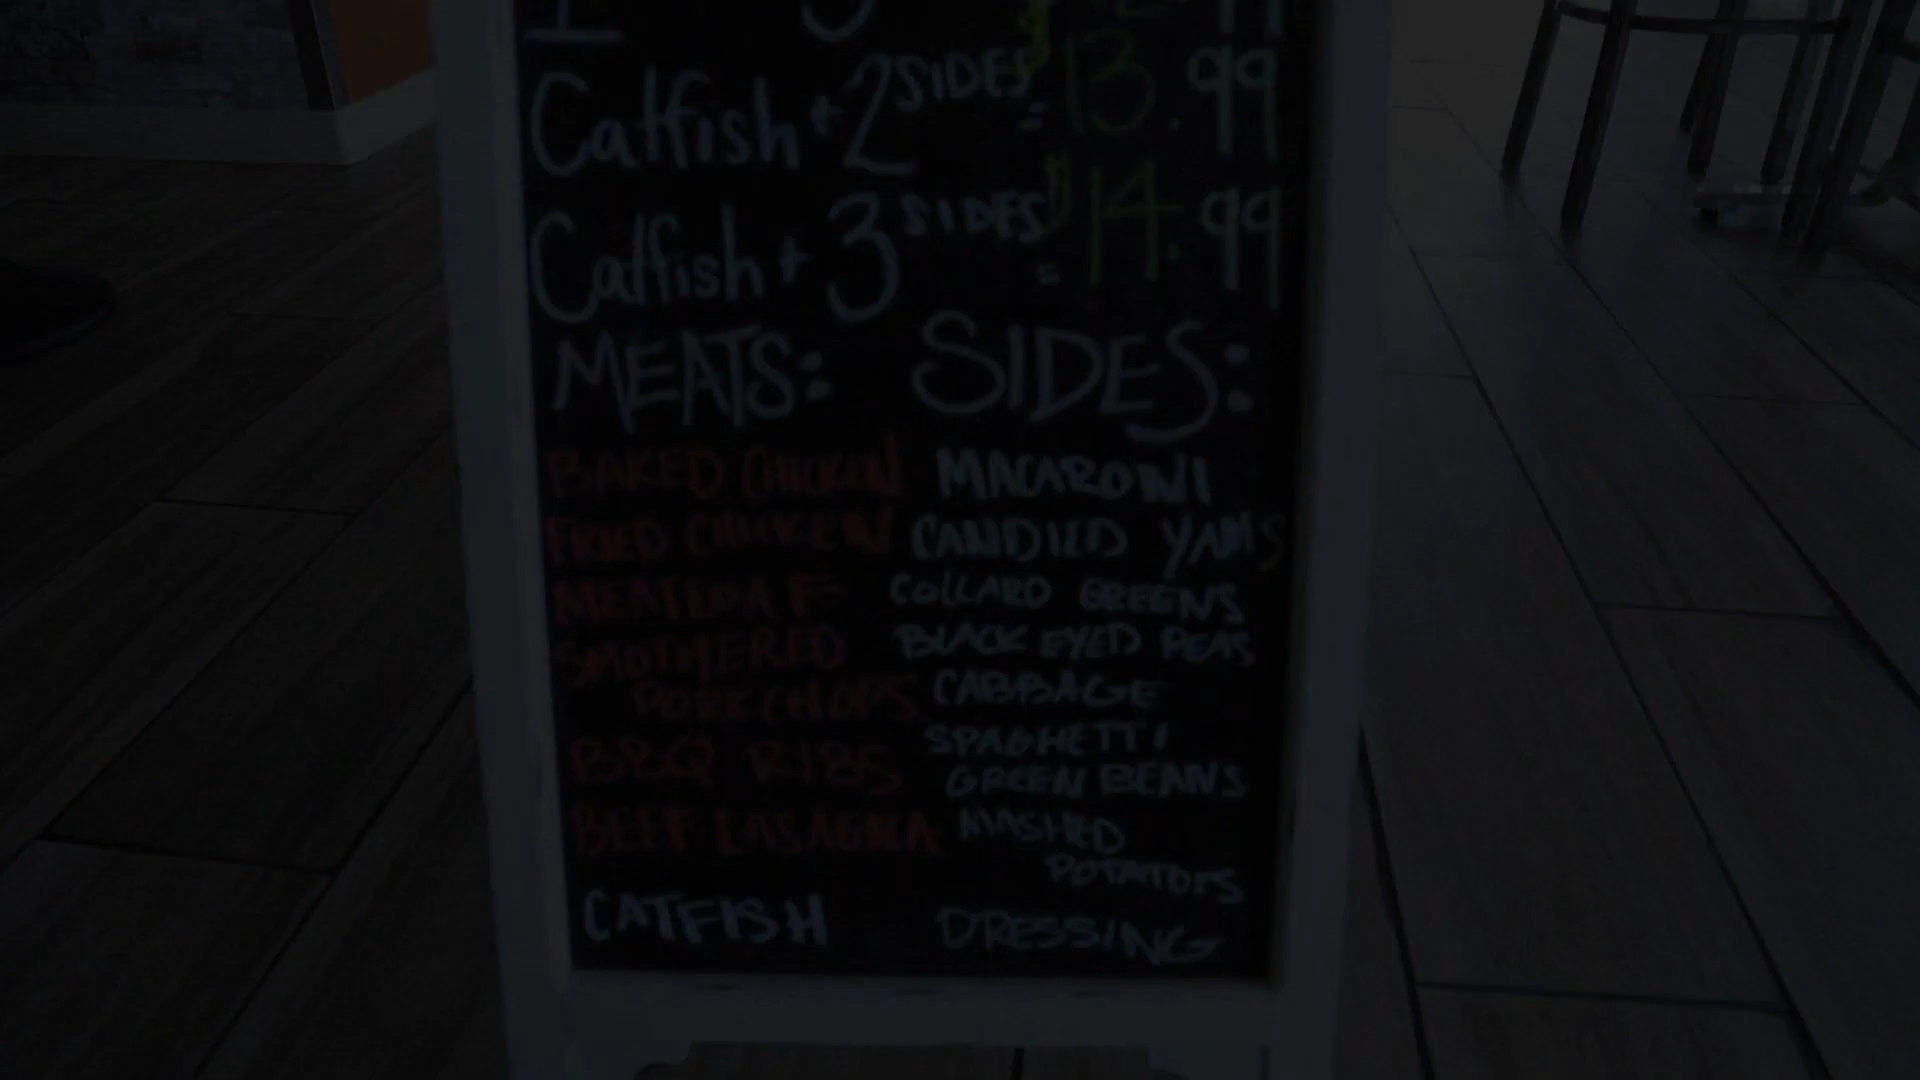 Catfish + 2 SIDES = $13.99
Catfish + 3 SIDES = $14.99
MEATS: SIDES:
BAKED CHICKEN MACARONI
FRIED CHICKEN CANDIED YAMS
MEATLOAF COLLARD GREENS
SMOTHERED BLACK EYED PEAS
PORKCHOPS CABBAGE
BBQ RIBS SPAGHETTI
GREEN BEANS
BEEF LASAGNA MASHED
POTATOES
CATFISH DRESSING